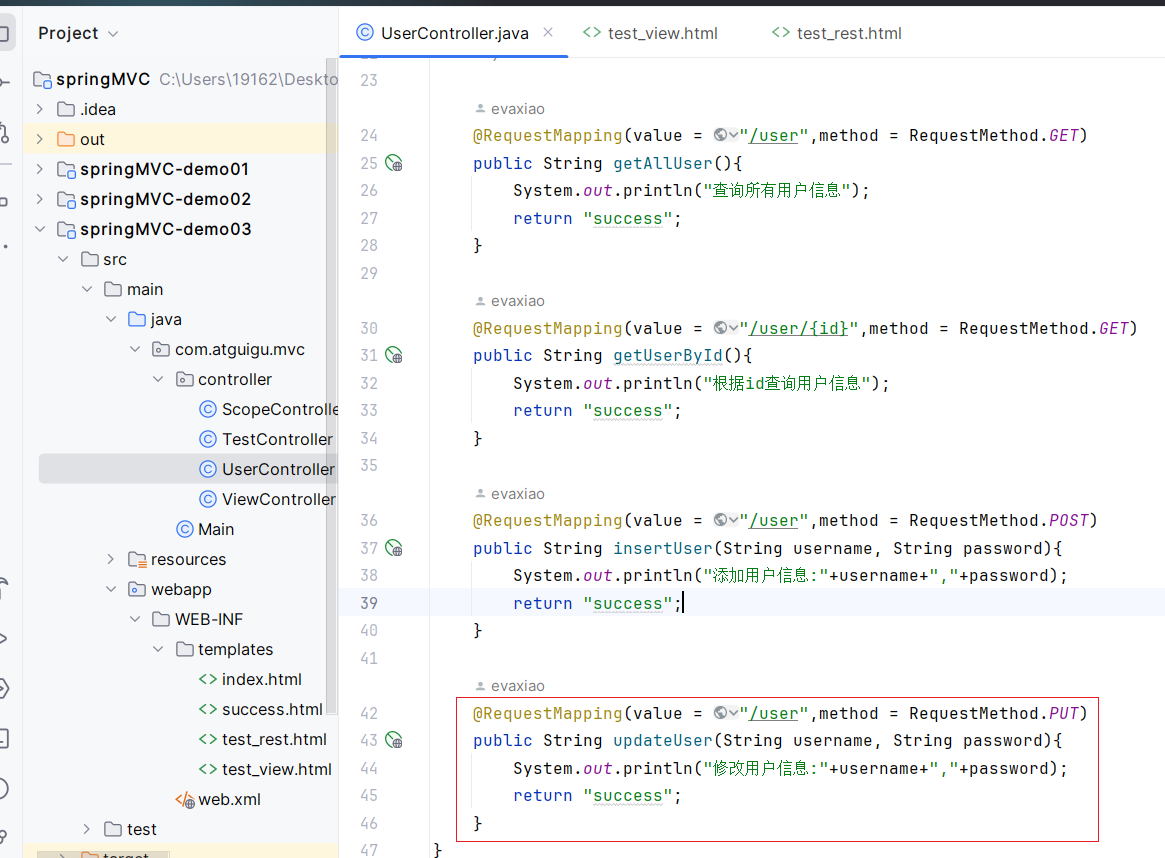 Project
springMVC C:\Users\19162\Deskto
.idea
out
springMVC-demo01
springMVC-demo02
springMVC-demo03
src
main
java
com.atguigu.mvc
controller
ScopeControlle
TestController
UserController
ViewController
Main
resources
webapp
WEB-INF
templates
index.html
success.html
test_rest.html
test_view.html
web.xml
test
UserController.java
test_view.html
test_rest.html
23
evaxiao
24 @RequestMapping(value = "/user",method = RequestMethod.GET)
25 public String getAllUser(){
26 System.out.println("查询所有用户信息");
27 return "success";
28 }
29
evaxiao
30 @RequestMapping(value = "/user/{id}",method = RequestMethod.GET)
31 public String getUserById(){
32 System.out.println("根据id查询用户信息");
33 return "success";
34 }
35
evaxiao
36 @RequestMapping(value = "/user",method = RequestMethod.POST)
37 public String insertUser(String username, String password){
38 System.out.println("添加用户信息:"+username+","+password);
39 return "success";
40 }
41
evaxiao
42 @RequestMapping(value = "/user",method = RequestMethod.PUT)
43 public String updateUser(String username, String password){
44 System.out.println("修改用户信息:"+username+","+password);
45 return "success";
46 }
47 }